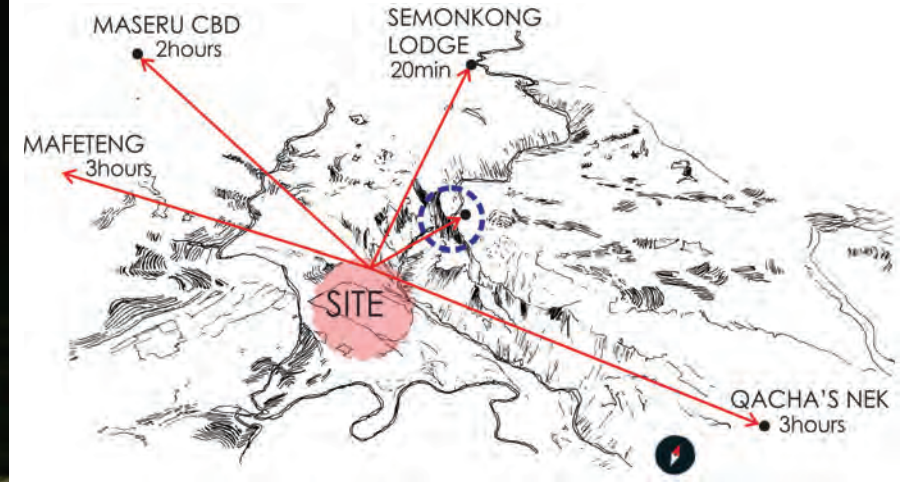 MASERU CBD
2hours
SEMONKONG
LODGE
20min
MAFETENG
3hours
SITE
QACHA'S NEK
3hours